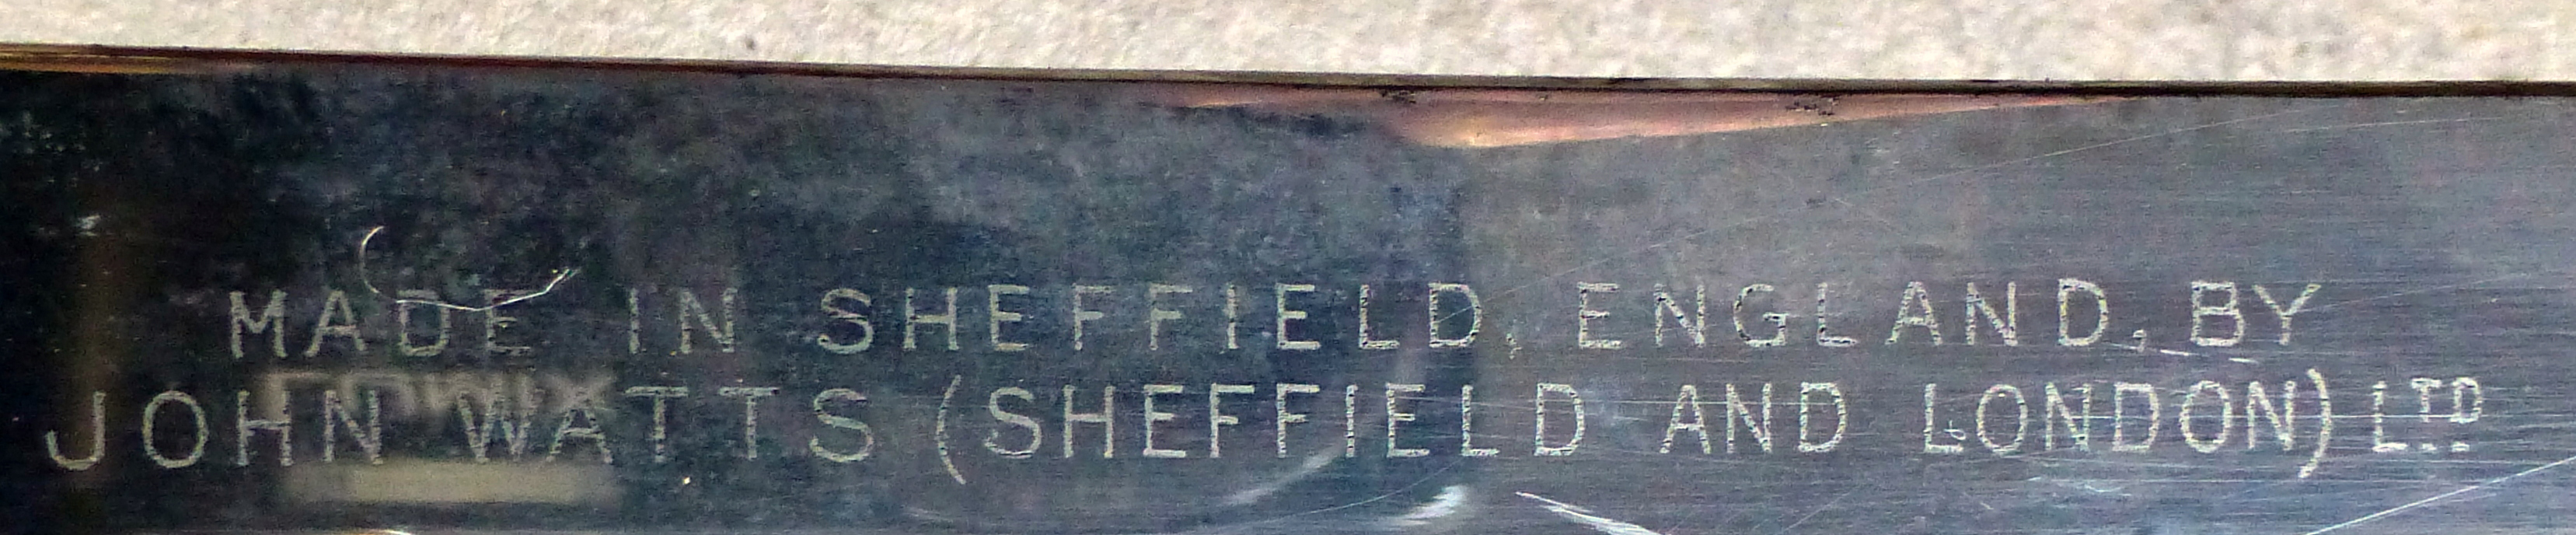 MADE IN SHEFFIELD, ENGLAND, BY
JOHN WATTS (SHEFFIELD AND LONDON) LTD